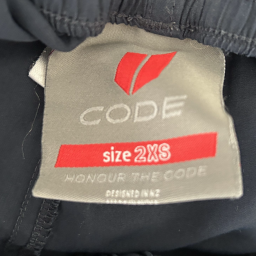 CODE
size 2XS
HONOUR THE CODE
DESIGNED IN NZ